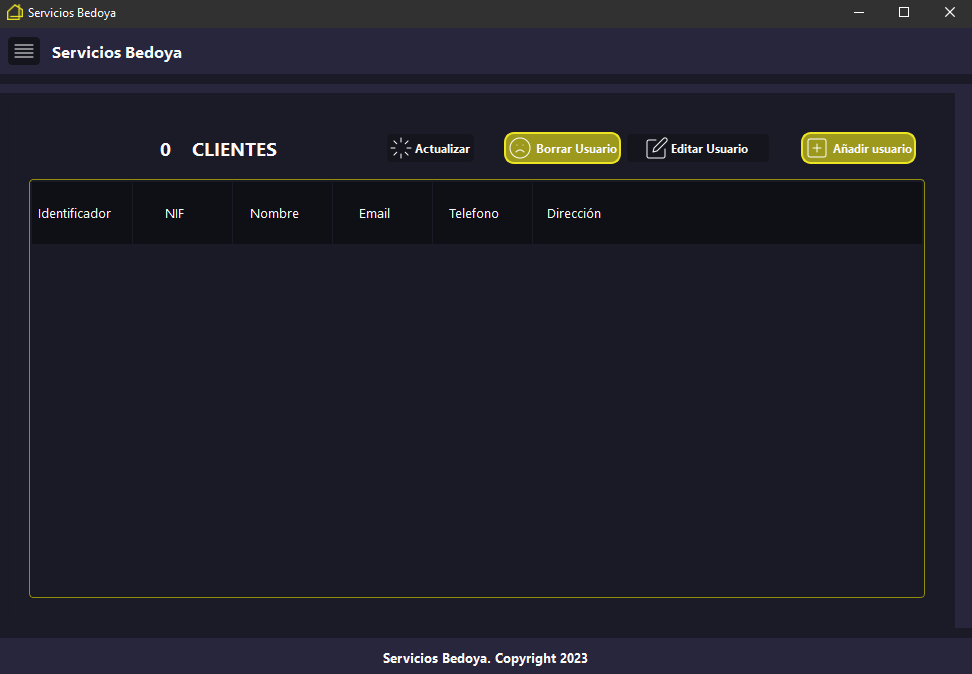 Servicios Bedoya
Servicios Bedoya
0 CLIENTES Actualizar Borrar Usuario Editar Usuario Añadir usuario
Identificador NIF Nombre Email Telefono Dirección
Servicios Bedoya. Copyright 2023